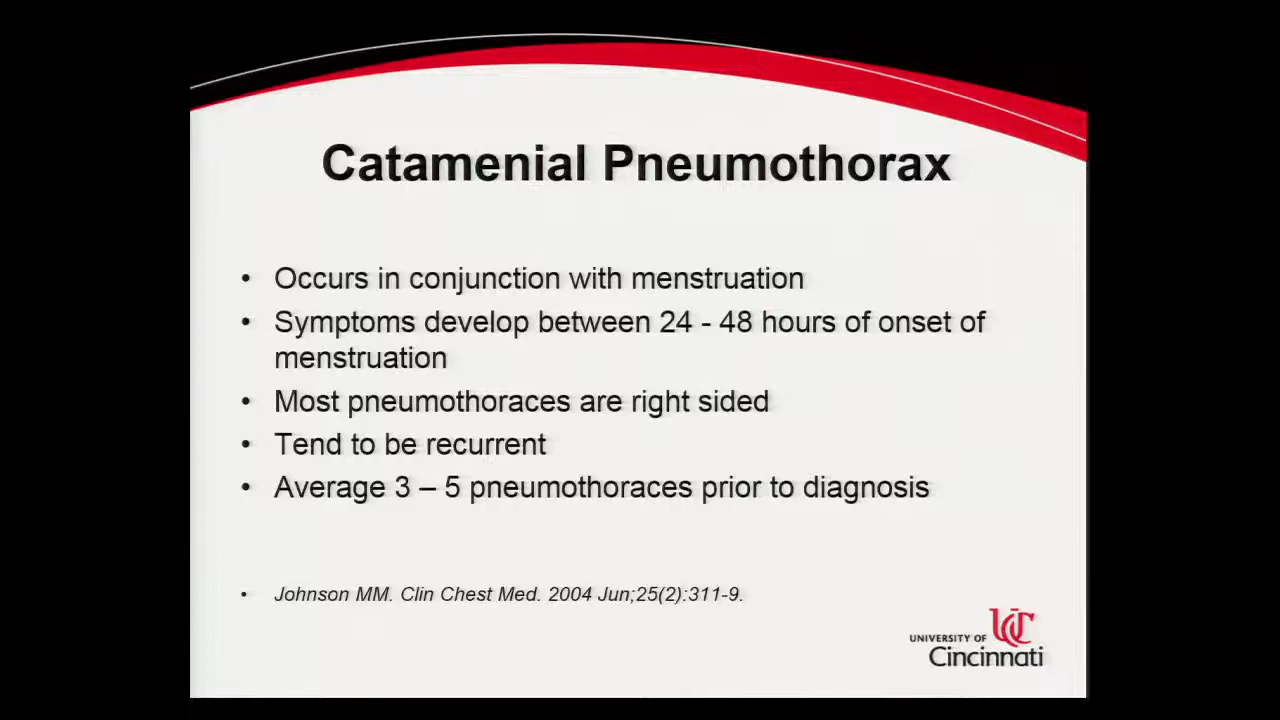 Catamenial Pneumothorax
• Occurs in conjunction with menstruation
• Symptoms develop between 24 - 48 hours of onset of
menstruation
• Most pneumothoraces are right sided
• Tend to be recurrent
• Average 3 – 5 pneumothoraces prior to diagnosis
• Johnson MM. Clin Chest Med. 2004 Jun;25(2):311-9.
UC
UNIVERSITY OF
Cincinnati